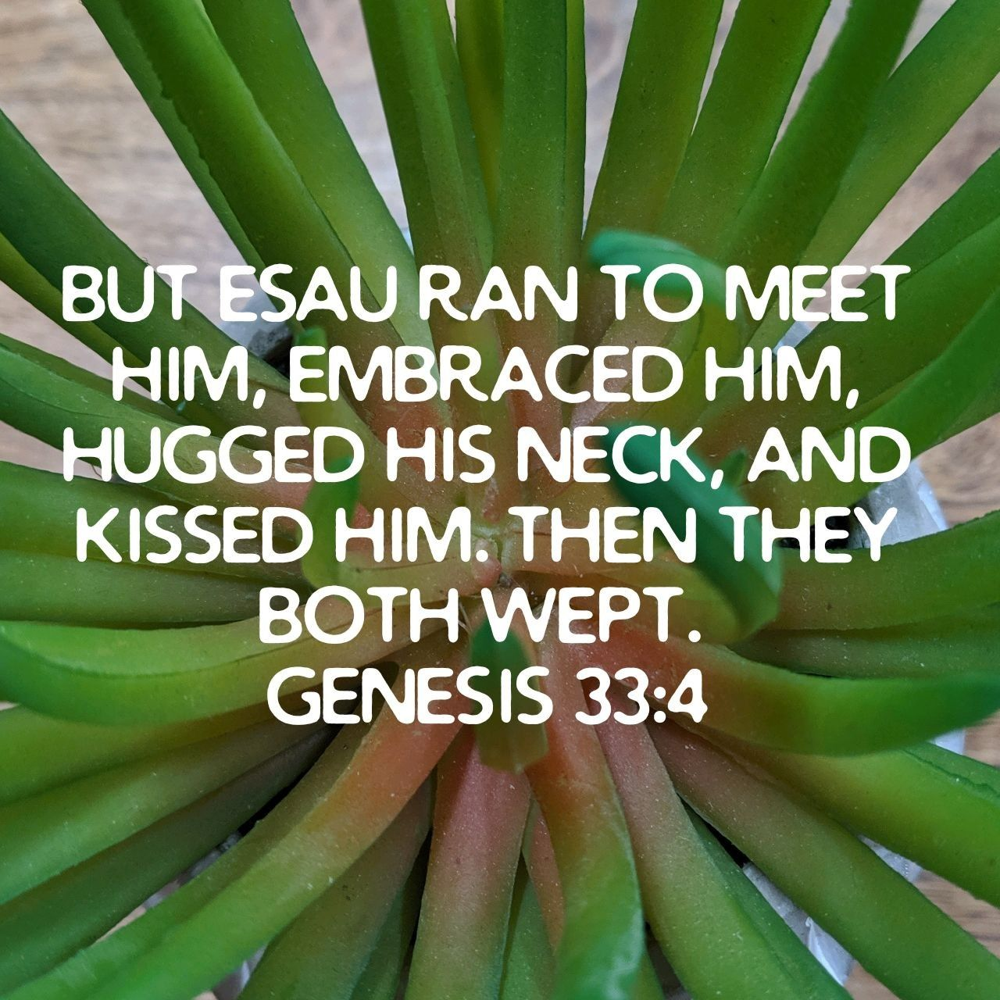 BUT ESAU RAN TO MEET
HIM, EMBRACED HIM,
HUGGED HIS NECK, AND
KISSED HIM. THEN THEY
BOTH WEPT.
GENESIS 33:4